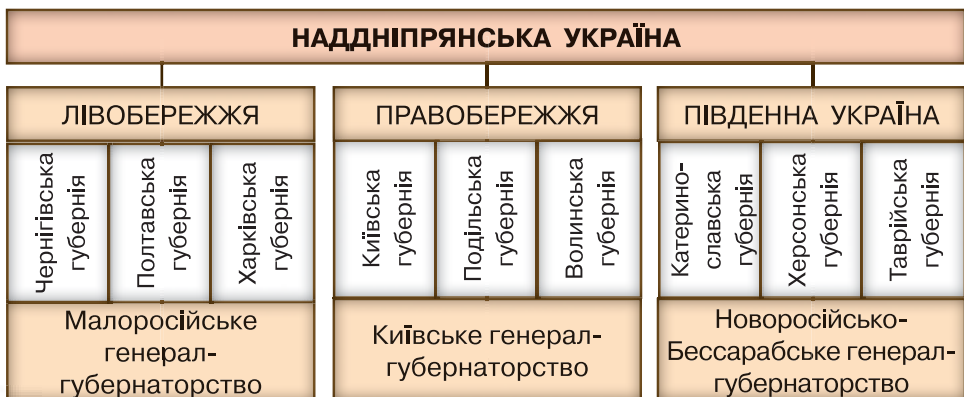 НАДДНІПРЯНСЬКА УКРАЇНА
ЛІВОБЕРЕЖЖЯ
ПРАВОБЕРЕЖЖЯ
ПІВДЕННА УКРАЇНА
Чернігівська
губернія
Полтавська
губернія
Харківська
губернія
Київська
губернія
Подільська
губернія
Волинська
губернія
Катерино-
славська
губернія
Херсонська
губернія
Таврійська
губернія
Малоросійське
генерал-
губернаторство
Київське генерал-
губернаторство
Новоросійсько-
Бессарабське генерал-
губернаторство